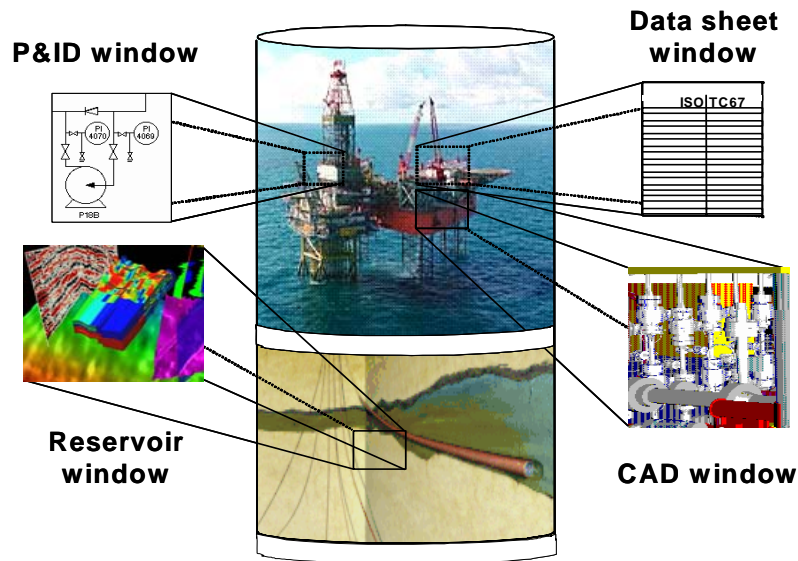 P&ID window
Data sheet
window
ISO TC67
PI
4070
PI
4069
P18B
Reservoir
window
CAD window